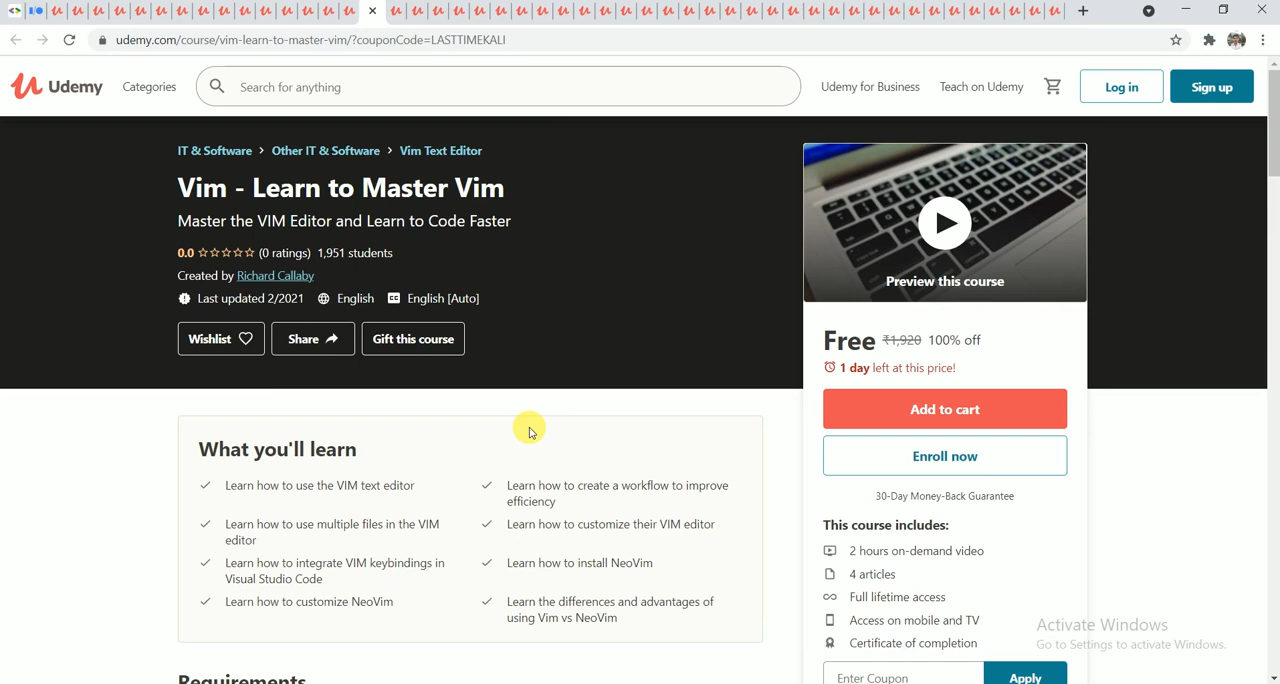 udemy.com/course/vim-learn-to-master-vim/?couponCode=LASTTIMEKALI
Udemy
Categories
Search for anything
Udemy for Business
Teach on Udemy
Log in
Sign up
IT & Software > Other IT & Software > Vim Text Editor
Vim - Learn to Master Vim
Master the VIM Editor and Learn to Code Faster
0.0 (0 ratings) 1,951 students
Created by Richard Callaby
Last updated 2/2021 English CC English [Auto]
Wishlist
Share
Gift this course
Preview this course
Free ₹1,920 100% off
1 day left at this price!
Add to cart
Enroll now
30-Day Money-Back Guarantee
This course includes:
2 hours on-demand video
4 articles
Full lifetime access
Access on mobile and TV
Certificate of completion
Enter Coupon
Apply
What you'll learn
Learn how to use the VIM text editor
Learn how to create a workflow to improve
efficiency
Learn how to use multiple files in the VIM
editor
Learn how to customize their VIM editor
Learn how to integrate VIM keybindings in
Visual Studio Code
Learn how to install NeoVim
Learn how to customize NeoVim
Learn the differences and advantages of
using Vim vs NeoVim
Requirements
Activate Windows
Go to Settings to activate Windows.